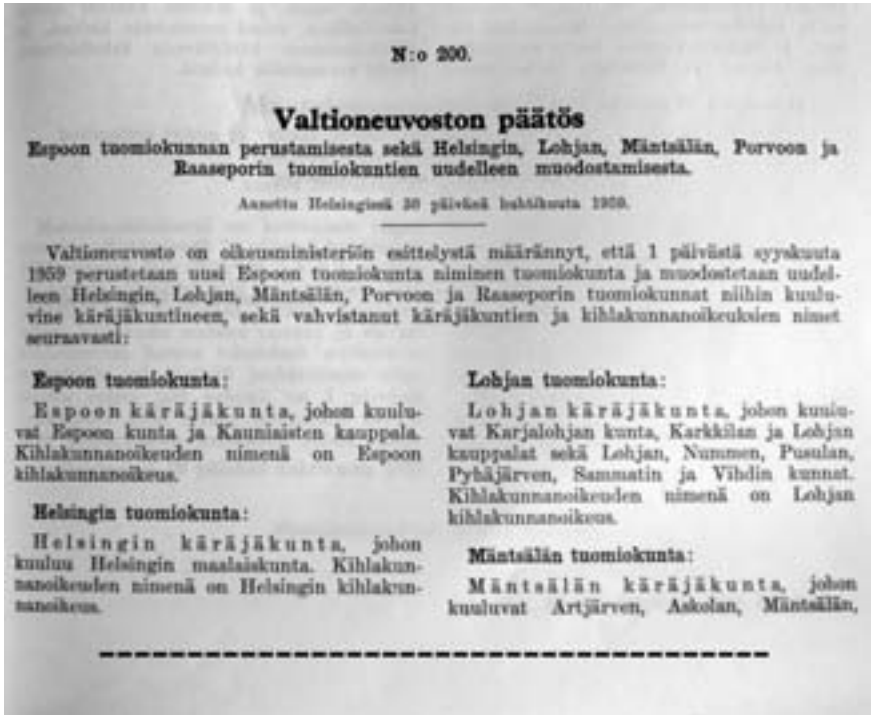 N:o 200.
Valtioneuvoston päätös
Espoon tuomiokunnan perustamisesta sekä Helsingin, Lohjan, Mäntsälän, Porvoon ja
Raaseporin tuomiokuntien uudelleen muodostamisesta.
Annettu Helsingissä 30 päivänä huhtikuuta 1959.
Valtioneuvosto on oikeusministeriön esittelystä määrännyt, että 1 päivästä syyskuuta
1959 perustetaan uusi Espoon tuomiokunta niminen tuomiokunta ja muodostetaan uudel-
leen Helsingin, Lohjan, Mäntsälän, Porvoon ja Raaseporin tuomiokunnat niihin kuulu-
vine käräjäkuntineen, sekä vahvistanut käräjäkuntien ja kihlakunnanoikeuksien nimet
seuraavasti:
Espoon tuomiokunta:
Espoon käräjäkunta, johon kuulu-
vat Espoon kunta ja Kauniaisten kauppala.
Kihlakunnanoikeuden nimenä on Espoon
kihlakunnanoikeus.
Helsingin tuomiokunta:
Helsingin käräjäkunta, johon
kuuluu Helsingin maalaiskunta. Kihlakun-
nanoikeuden nimenä on Helsingin kihlakun-
nanoikeus.
Lohjan tuomiokunta:
Lohjan käräjäkunta, johon kuulu-
vat Karjalohjan kunta, Karkkilan ja Lohjan
kauppalat sekä Lohjan, Nummen, Pusulan,
Pyhäjärven, Sammatin ja Vihdin kunnat.
Kihlakunnanoikeuden nimenä on Lohjan
kihlakunnanoikeus.
Mäntsälän tuomiokunta:
Mäntsälän käräjäkunta, johon
kuuluvat Artjärven, Askolan, Mäntsälän,